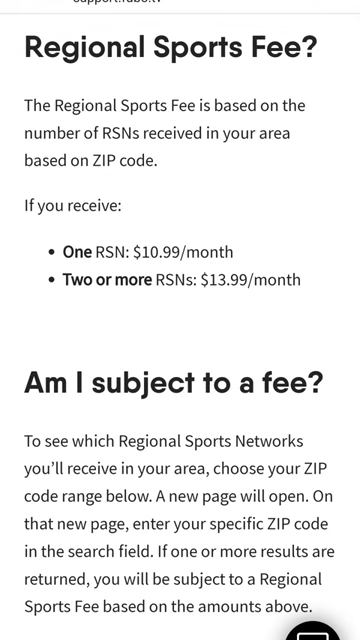 support.fubo.tv
Regional Sports Fee?
The Regional Sports Fee is based on the
number of RSNs received in your area
based on ZIP code.
If you receive:
• One RSN: $10.99/month
• Two or more RSNs: $13.99/month
Am I subject to a fee?
To see which Regional Sports Networks
you’ll receive in your area, choose your ZIP
code range below. A new page will open. On
that new page, enter your specific ZIP code
in the search field. If one or more results are
returned, you will be subject to a Regional
Sports Fee based on the amounts above.